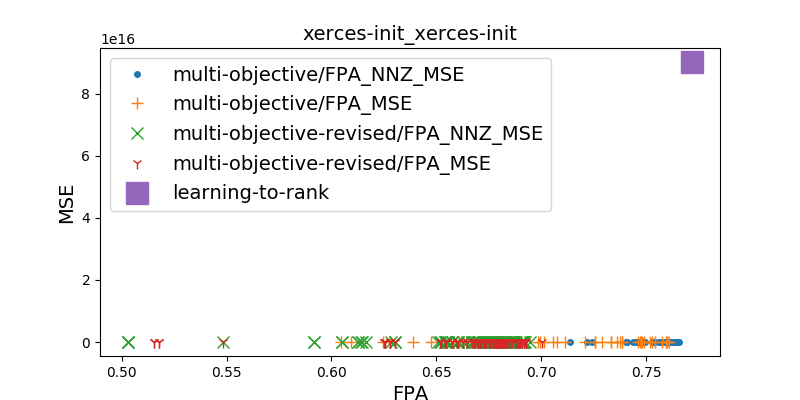 xerces-init_xerces-init
1e16
multi-objective/FPA_NNZ_MSE
multi-objective/FPA_MSE
multi-objective-revised/FPA_NNZ_MSE
multi-objective-revised/FPA_MSE
learning-to-rank
MSE
8
6
4
2
0
0.50 0.55 0.60 0.65 0.70 0.75
FPA